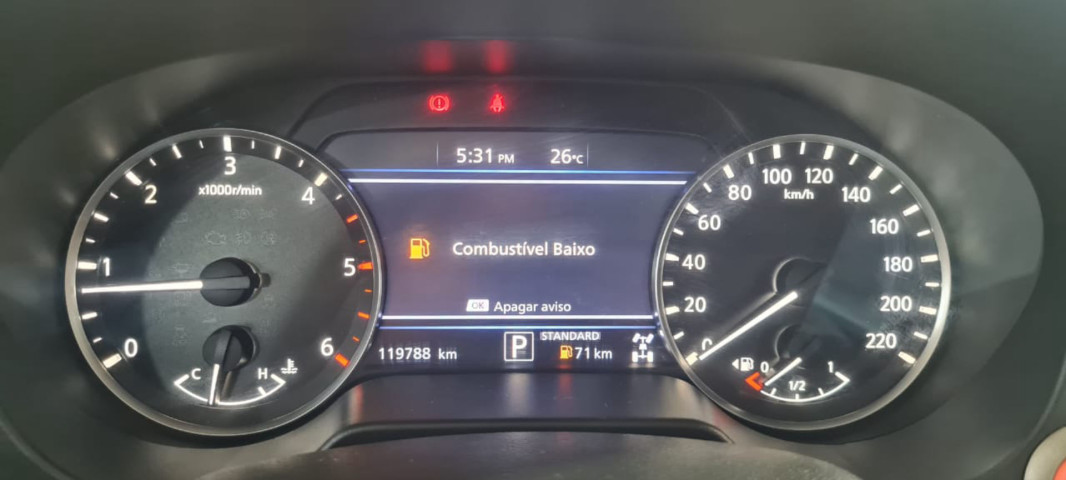 5:31 PM 26°C
Combustível Baixo
OK Apagar aviso
119788 km
P
STANDARD
71 km
x1000r/min
0
1
2
3
4
5
6
C
H
km/h
0
20
40
60
80
100
120
140
160
180
200
220
0
1/2
1